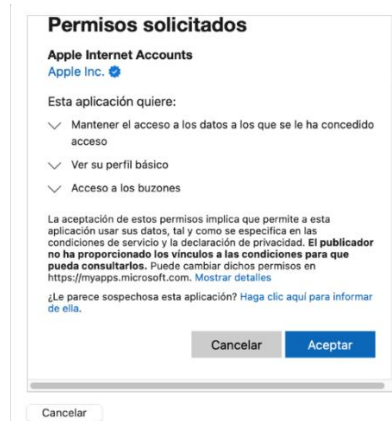 Permisos solicitados
Apple Internet Accounts
Apple Inc.
Esta aplicación quiere:
Mantener el acceso a los datos a los que se le ha concedido
acceso
Ver su perfil básico
Acceso a los buzones
La aceptación de estos permisos implica que permite a esta
aplicación usar sus datos, tal y como se especifica en las
condiciones de servicio y la declaración de privacidad. El publicador
no ha proporcionado los vínculos a las condiciones para que
pueda consultarlos. Puede cambiar dichos permisos en
https://myapps.microsoft.com. Mostrar detalles
¿Le parece sospechosa esta aplicación? Haga clic aquí para informar
de ella.
Cancelar Aceptar
Cancelar